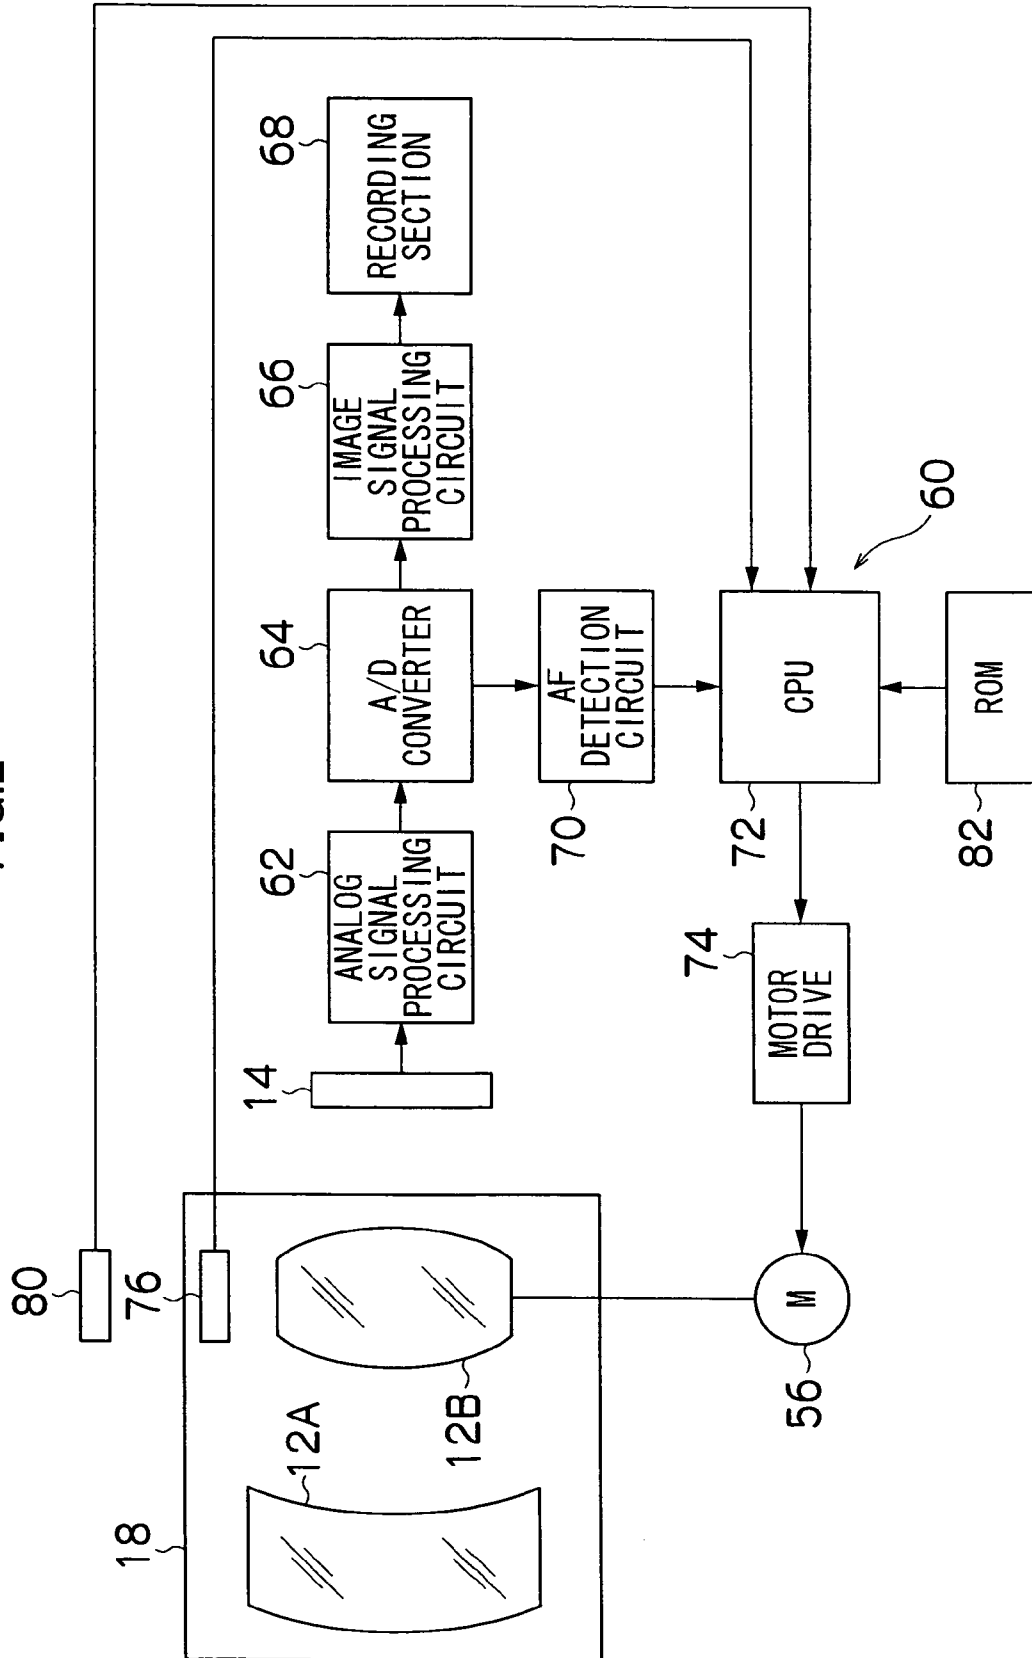 80
76
18
12A
12B
14
62
ANALOG
SIGNAL
PROCESSING
CIRCUIT
64
A/D
CONVERTER
66
IMAGE
SIGNAL
PROCESSING
CIRCUIT
68
RECORDING
SECTION
70
AF
DETECTION
CIRCUIT
60
72
CPU
74
MOTOR
DRIVE
56
M
82
ROM